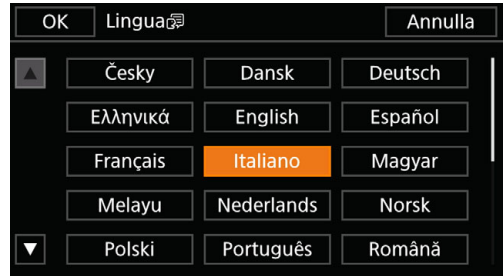 OK Lingua Annulla
Česky Dansk Deutsch
Ελληνικά English Español
Français Italiano Magyar
Melayu Nederlands Norsk
Polski Português Română